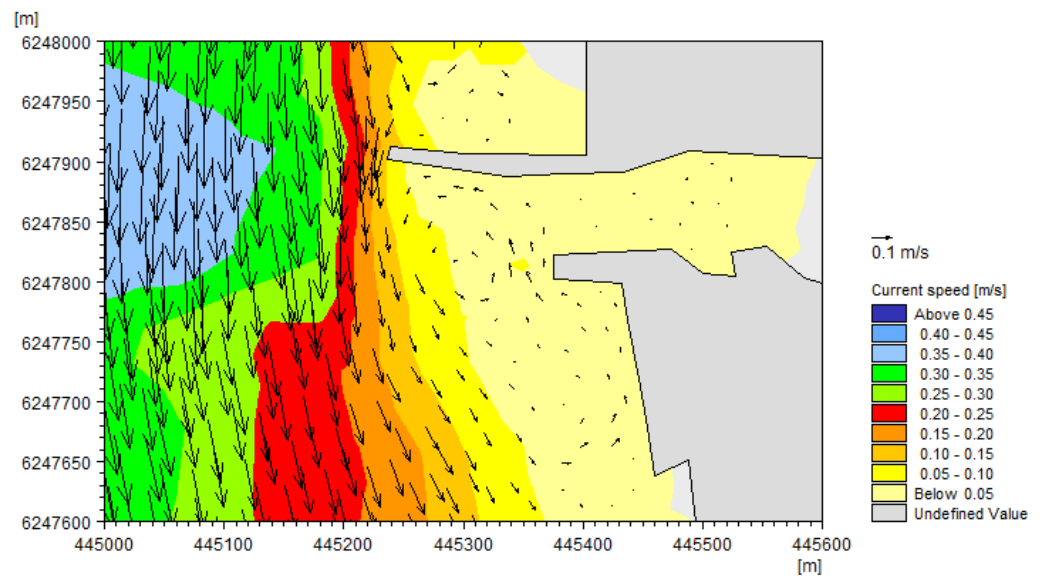 [m]
6248000
6247950
6247900
6247850
6247800
6247750
6247700
6247650
6247600
445000 445100 445200 445300 445400 445500 445600
[m]
0.1 m/s
Current speed [m/s]
Above 0.45
0.40 - 0.45
0.35 - 0.40
0.30 - 0.35
0.25 - 0.30
0.20 - 0.25
0.15 - 0.20
0.10 - 0.15
0.05 - 0.10
Below 0.05
Undefined Value